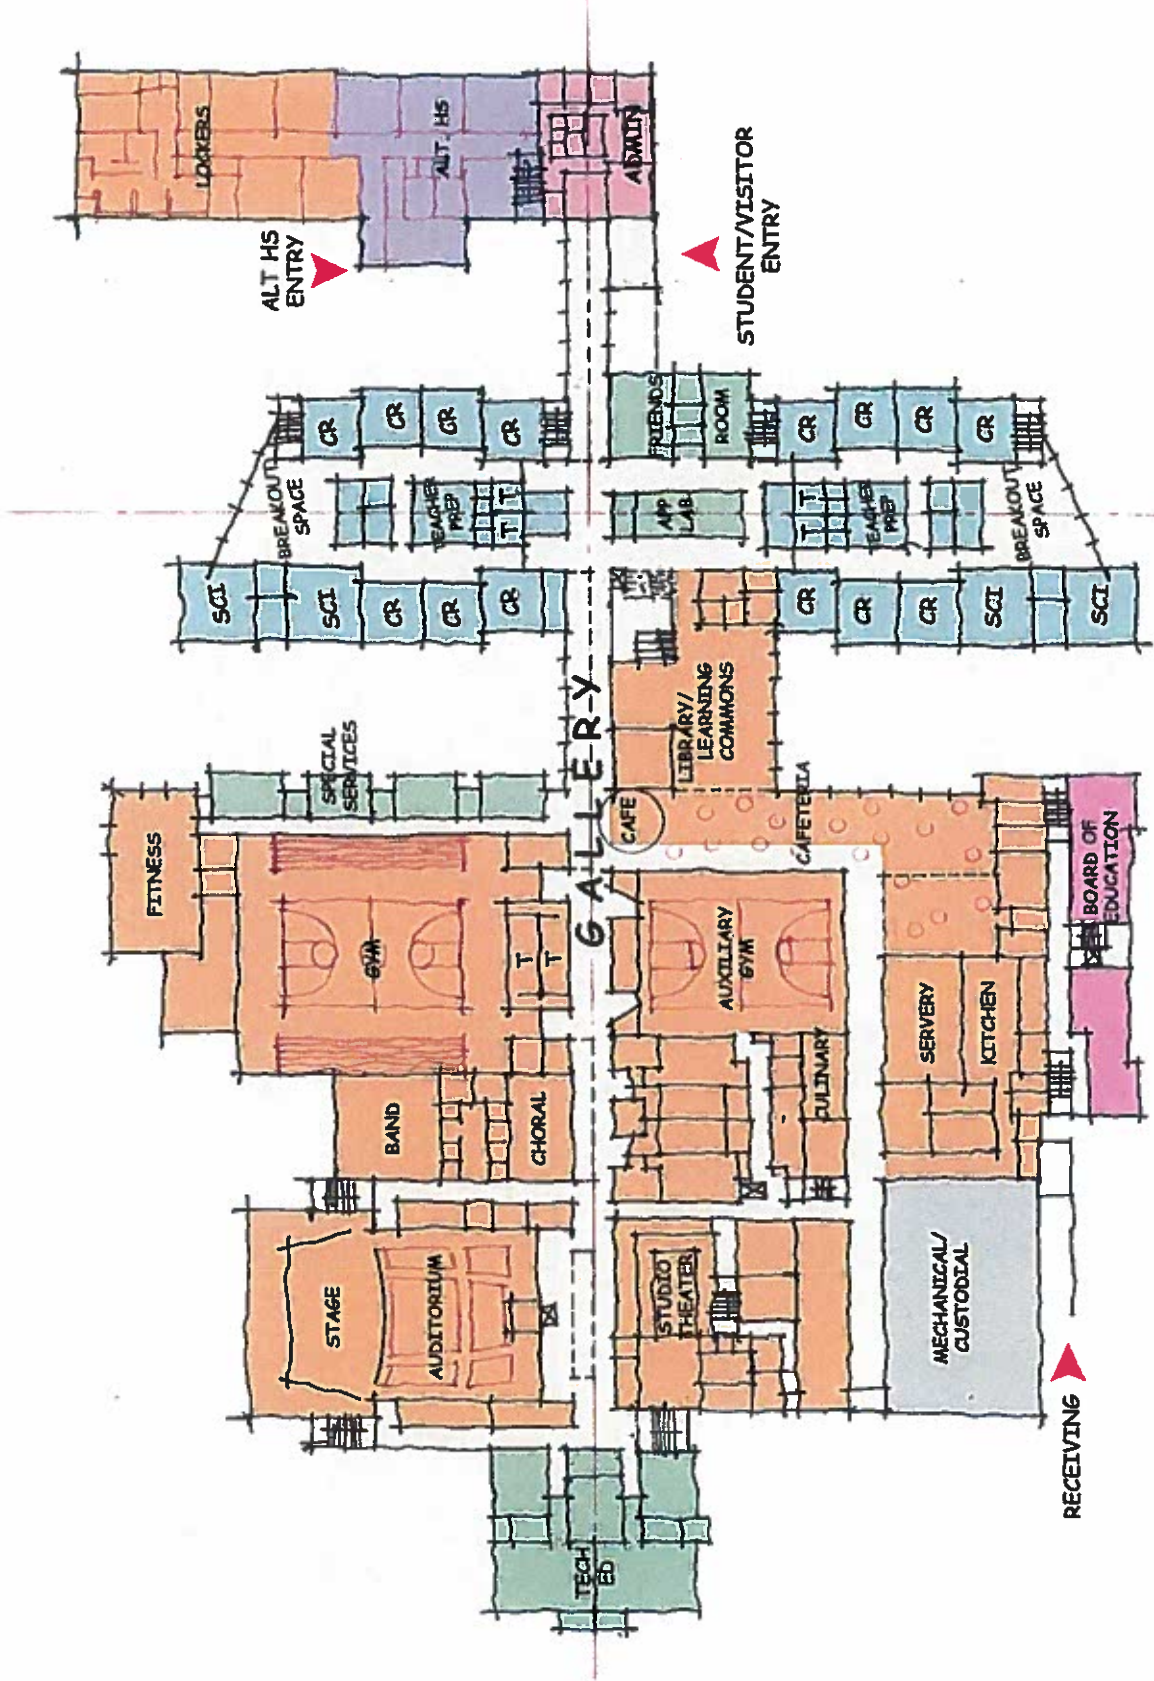 LOCKERS
ALT. HS
ADMIN
ALT HS
ENTRY
STUDENT/VISITOR
ENTRY
CR
CR
CR
CR
FRIENDS
ROOM
CR
CR
CR
CR
BREAKOUT
SPACE
TEACHER
PREP
T
T
T
APP
LAB
T
T
T
TEACHER
PREP
BREAKOUT
SPACE
SCI
SCI
CR
CR
CR
CR
CR
CR
SCI
SCI
GALLERY
LIBRARY/
LEARNING
COMMONS
SPECIAL
SERVICES
CAFE
CAFETERIA
FITNESS
GYM
T
T
AUXILIARY
GYM
BOARD OF
EDUCATION
SERVERY
KITCHEN
BAND
CHORAL
CULINARY
STAGE
AUDITORIUM
STUDIO
THEATER
MECHANICAL/
CUSTODIAL
RECEIVING
TECH
ED